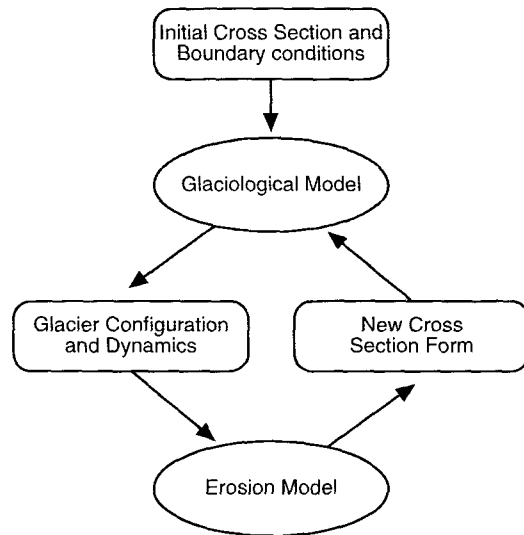 Initial Cross Section and
Boundary conditions
Glaciological Model
Glacier Configuration
and Dynamics
New Cross
Section Form
Erosion Model